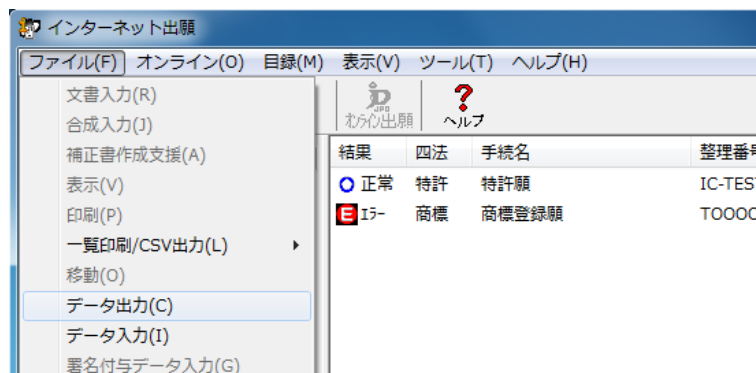 インターネット出願
ファイル(F) オンライン(O) 目録(M) 表示(V) ツール(T) ヘルプ(H)
文書入力(R)
合成入力(J)
補正書作成支援(A)
表示(V)
印刷(P)
一覧印刷/CSV出力(L)
移動(O)
データ出力(C)
データ入力(I)
署名付与データ入力(G)
JPO
オンライン出願 ヘルプ
結果 四法 手続名 整理番号
正常 特許 特許願 IC-TES
E エラー 商標 商標登録願 TOOOO